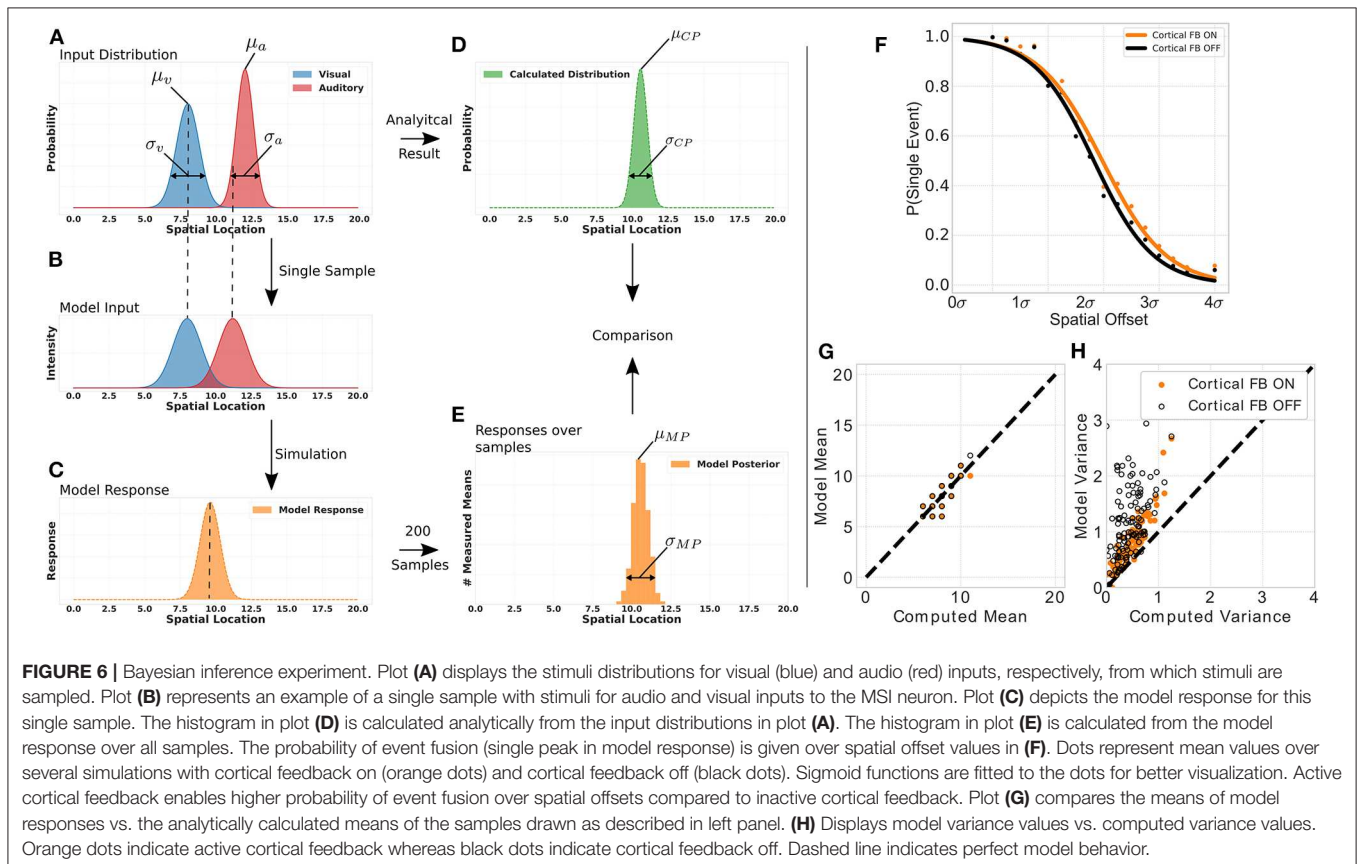 A
Input Distribution
μv
μa
σv
σa
Visual
Auditory
Probability
0.0 2.5 5.0 7.5 10.0 12.5 15.0 17.5 20.0
Spatial Location
Single Sample
B
Model Input
Intensity
0.0 2.5 5.0 7.5 10.0 12.5 15.0 17.5 20.0
Spatial Location
Simulation
C
Model Response
Model Response
Response
0.0 2.5 5.0 7.5 10.0 12.5 15.0 17.5 20.0
Spatial Location
Analyitcal
Result
200
Samples
D
μCP
Calculated Distribution
σCP
Probability
0.0 2.5 5.0 7.5 10.0 12.5 15.0 17.5 20.0
Spatial Location
Comparison
E
Responses over
samples
μMP
Model Posterior
σMP
# Measured Means
0.0 2.5 5.0 7.5 10.0 12.5 15.0 17.5 20.0
Spatial Location
F
Cortical FB ON
Cortical FB OFF
P(Single Event)
1.0
0.8
0.6
0.4
0.2
0.0
0σ 1σ 2σ 3σ 4σ
Spatial Offset
G
Model Mean
20
15
10
5
0
0 10 20
Computed Mean
H
Cortical FB ON
Cortical FB OFF
Model Variance
4
3
2
1
0
0 1 2 3 4
Computed Variance
FIGURE 6 | Bayesian inference experiment. Plot (A) displays the stimuli distributions for visual (blue) and audio (red) inputs, respectively, from which stimuli are
sampled. Plot (B) represents an example of a single sample with stimuli for audio and visual inputs to the MSI neuron. Plot (C) depicts the model response for this
single sample. The histogram in plot (D) is calculated analytically from the input distributions in plot (A). The histogram in plot (E) is calculated from the model
response over all samples. The probability of event fusion (single peak in model response) is given over spatial offset values in (F). Dots represent mean values over
several simulations with cortical feedback on (orange dots) and cortical feedback off (black dots). Sigmoid functions are fitted to the dots for better visualization. Active
cortical feedback enables higher probability of event fusion over spatial offsets compared to inactive cortical feedback. Plot (G) compares the means of model
responses vs. the analytically calculated means of the samples drawn as described in left panel. (H) Displays model variance values vs. computed variance values.
Orange dots indicate active cortical feedback whereas black dots indicate cortical feedback off. Dashed line indicates perfect model behavior.